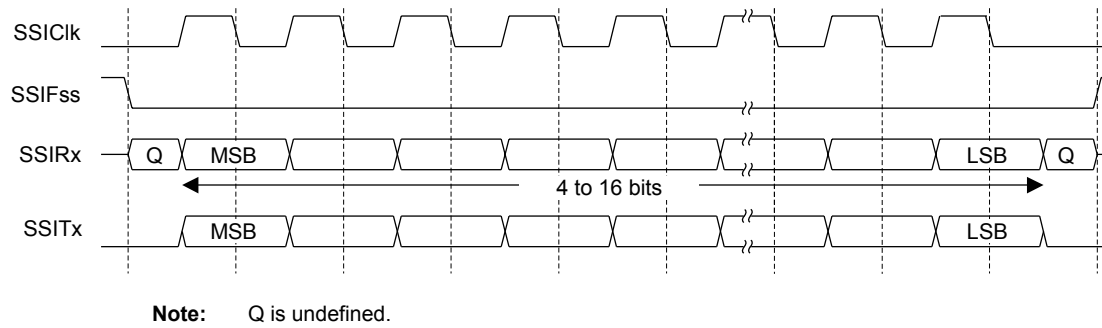 SSIClk
SSIFss
SSIRx Q MSB LSB Q
4 to 16 bits
SSITx MSB LSB
Note: Q is undefined.